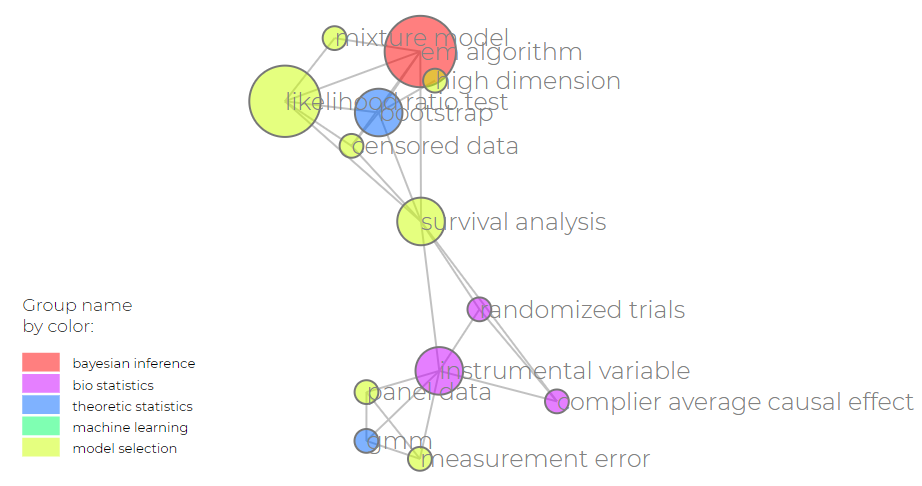 mixture model
em algorithm
high dimension
likelihood ratio test
bootstrap
censored data
survival analysis
randomized trials
instrumental variable
panel data
complier average causal effect
gmm
measurement error
Group name
by color:
bayesian inference
bio statistics
theoretic statistics
machine learning
model selection